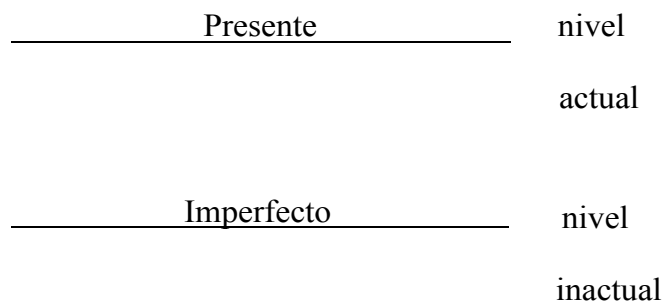 Presente nivel
actual
Imperfecto nivel
inactual